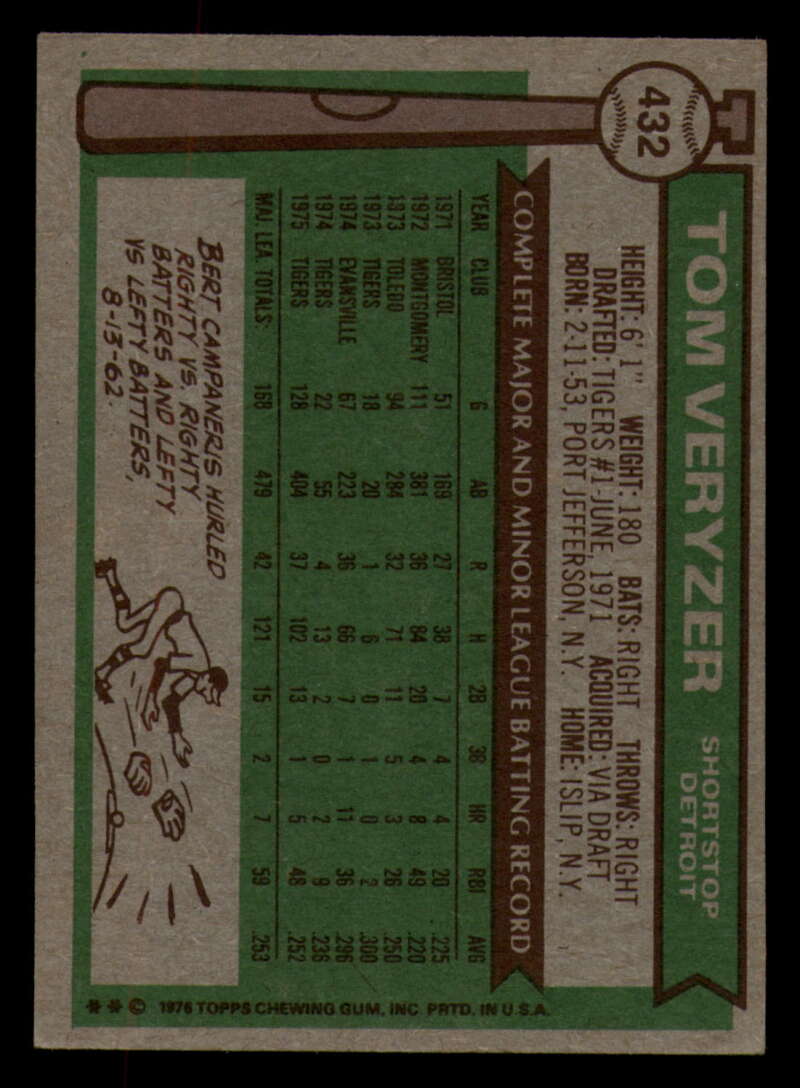 432
TOM VERYZER
SHORTSTOP
DETROIT
HEIGHT: 6' 1" WEIGHT: 180 BATS: RIGHT THROWS: RIGHT
DRAFTED: TIGERS #1-JUNE, 1971 ACQUIRED: VIA DRAFT
BORN: 2-11-53, PORT JEFFERSON, N.Y. HOME: ISLIP, N.Y.
COMPLETE MAJOR AND MINOR LEAGUE BATTING RECORD
YEAR CLUB G AB R H 2B 3B HR RBI AVG
1971 BRISTOL 51 169 27 38 7 4 4 20 .225
1972 MONTGOMERY 111 381 36 84 20 4 8 49 .220
1973 TOLEDO 94 284 32 71 11 5 3 26 .250
1973 TIGERS 18 20 1 6 0 1 0 2 .300
1974 EVANSVILLE 67 223 36 66 7 1 11 36 .296
1974 TIGERS 22 55 4 13 2 0 2 9 .236
1975 TIGERS 128 404 37 102 13 1 5 48 .252
MAJ. LEA. TOTALS: 168 479 42 121 15 2 7 59 .253
BERT CAMPANERIS HURLED
RIGHTY VS. RIGHTY
BATTERS AND LEFTY
VS LEFTY BATTERS,
8-13-62.
** © 1976 TOPPS CHEWING GUM, INC. PRTD. IN U.S.A.